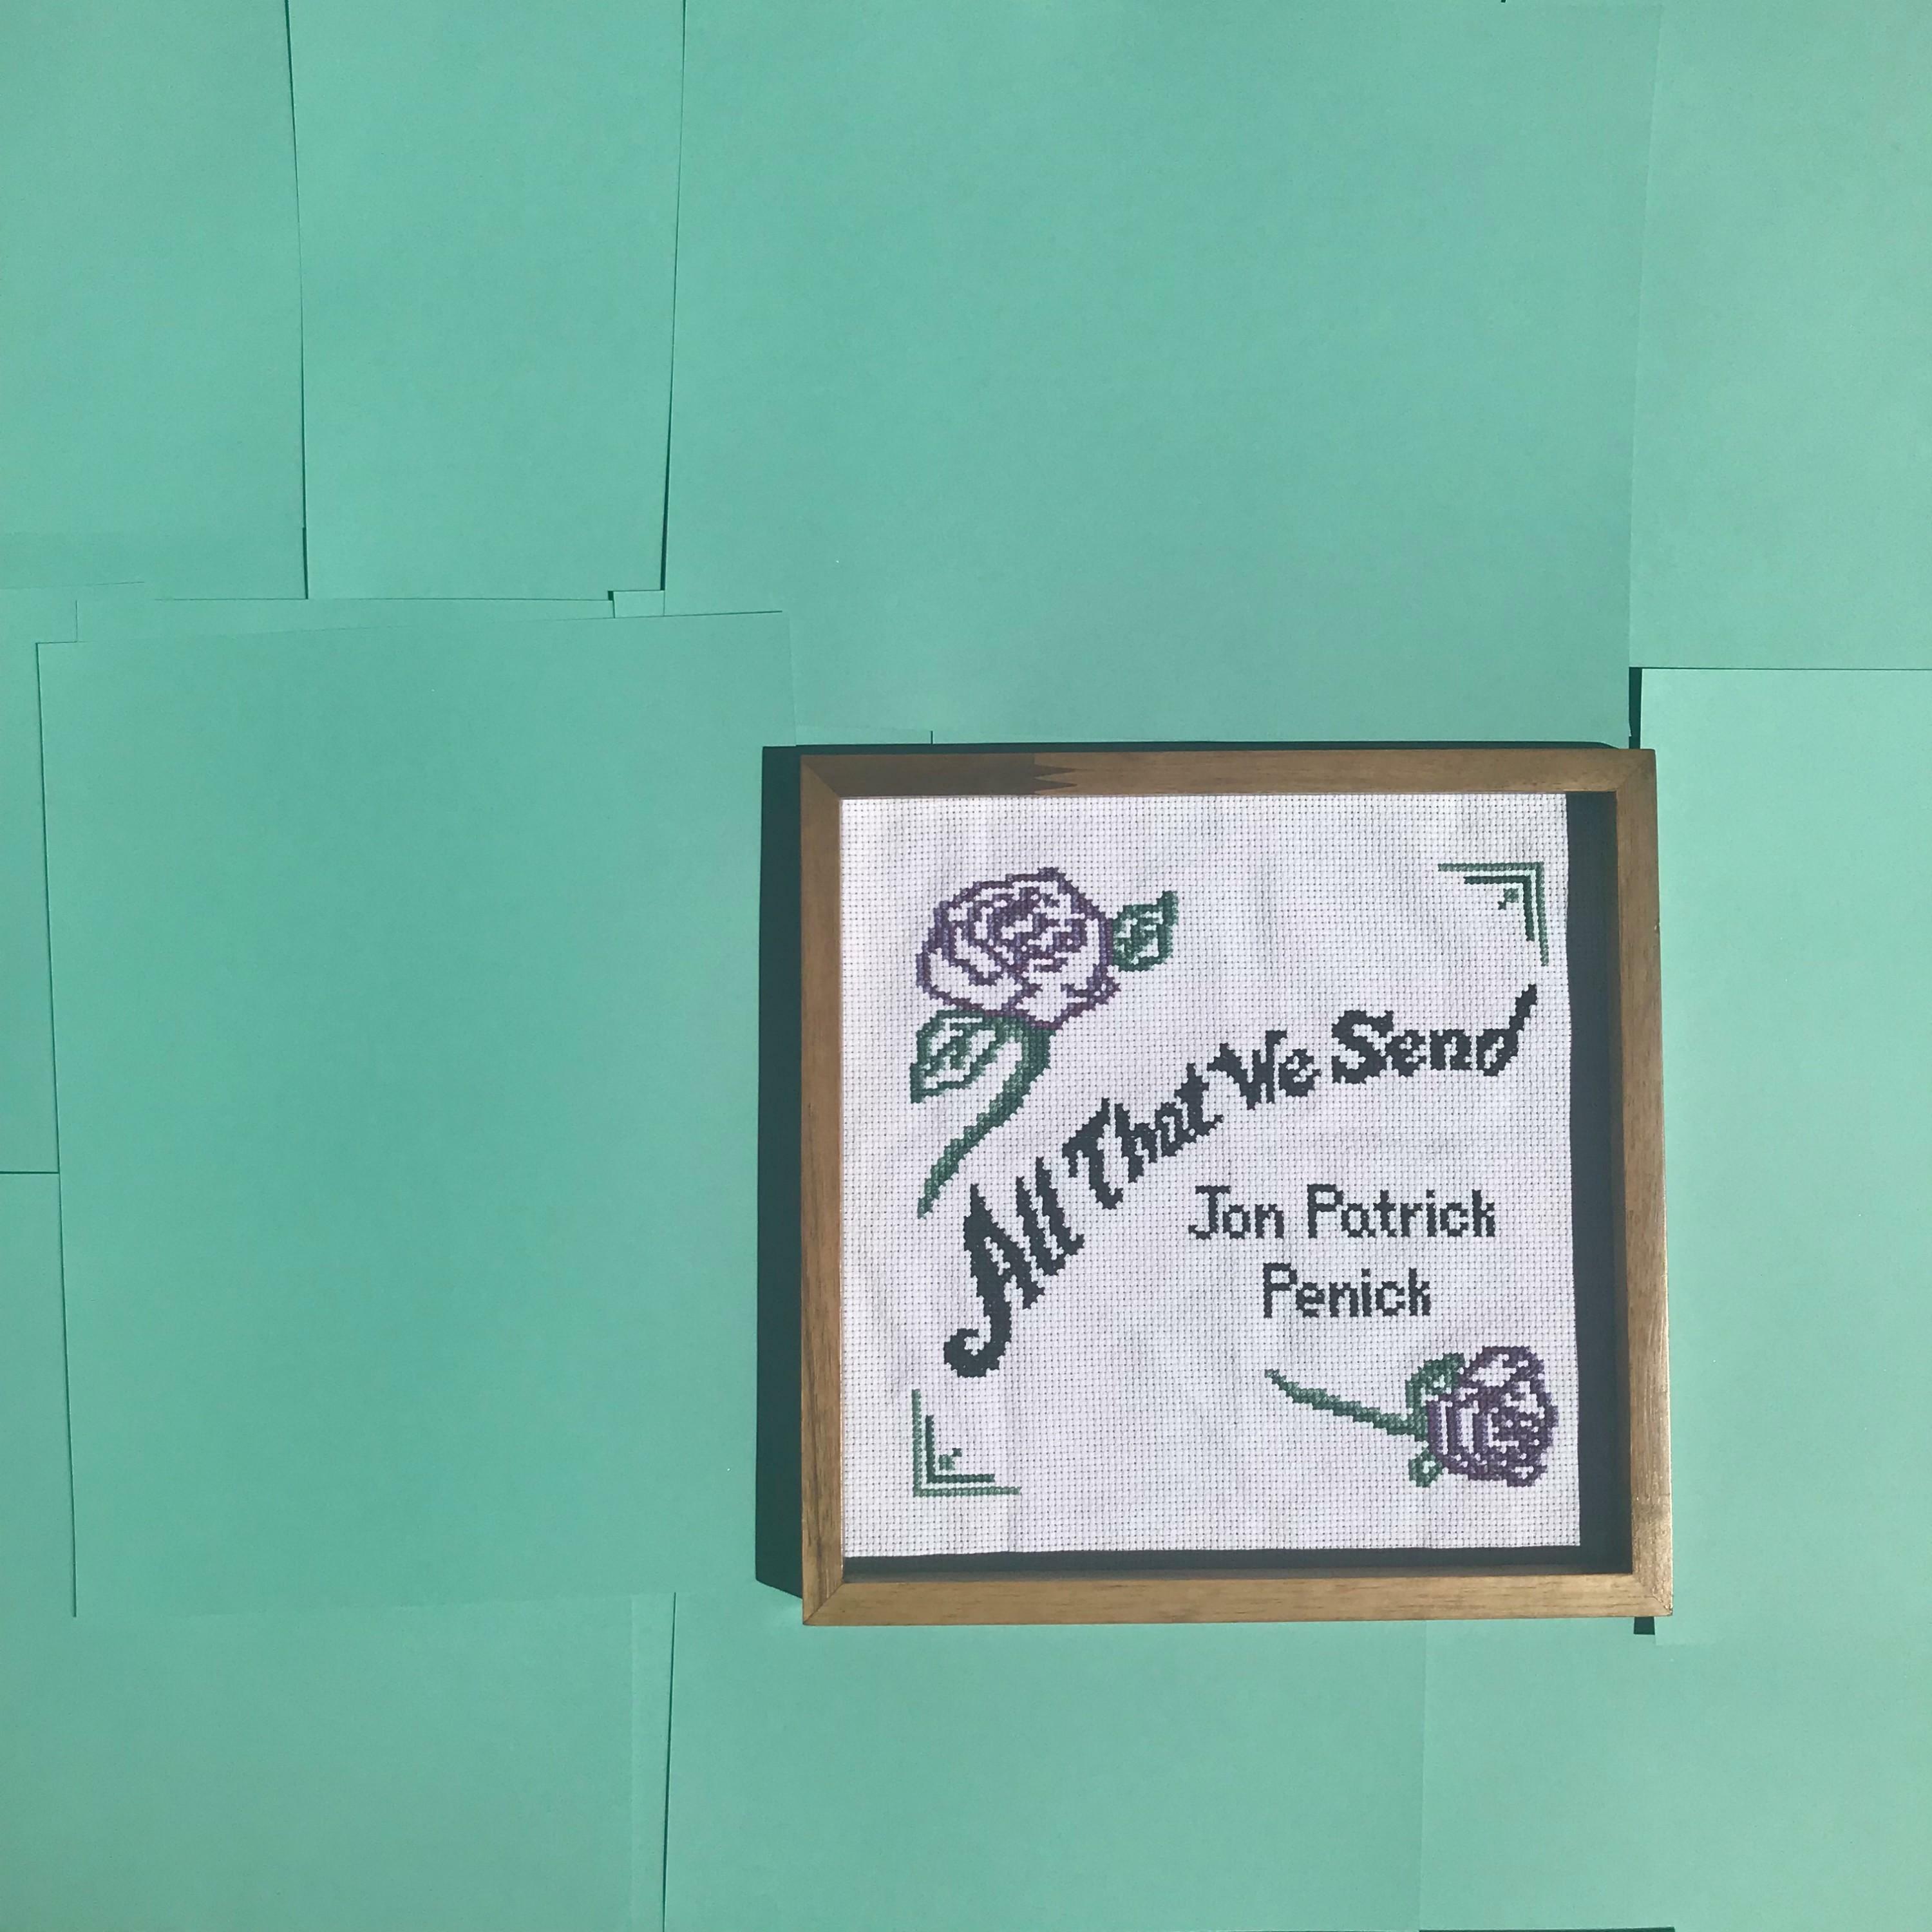 All That We Send
Jon Patrick
Penick